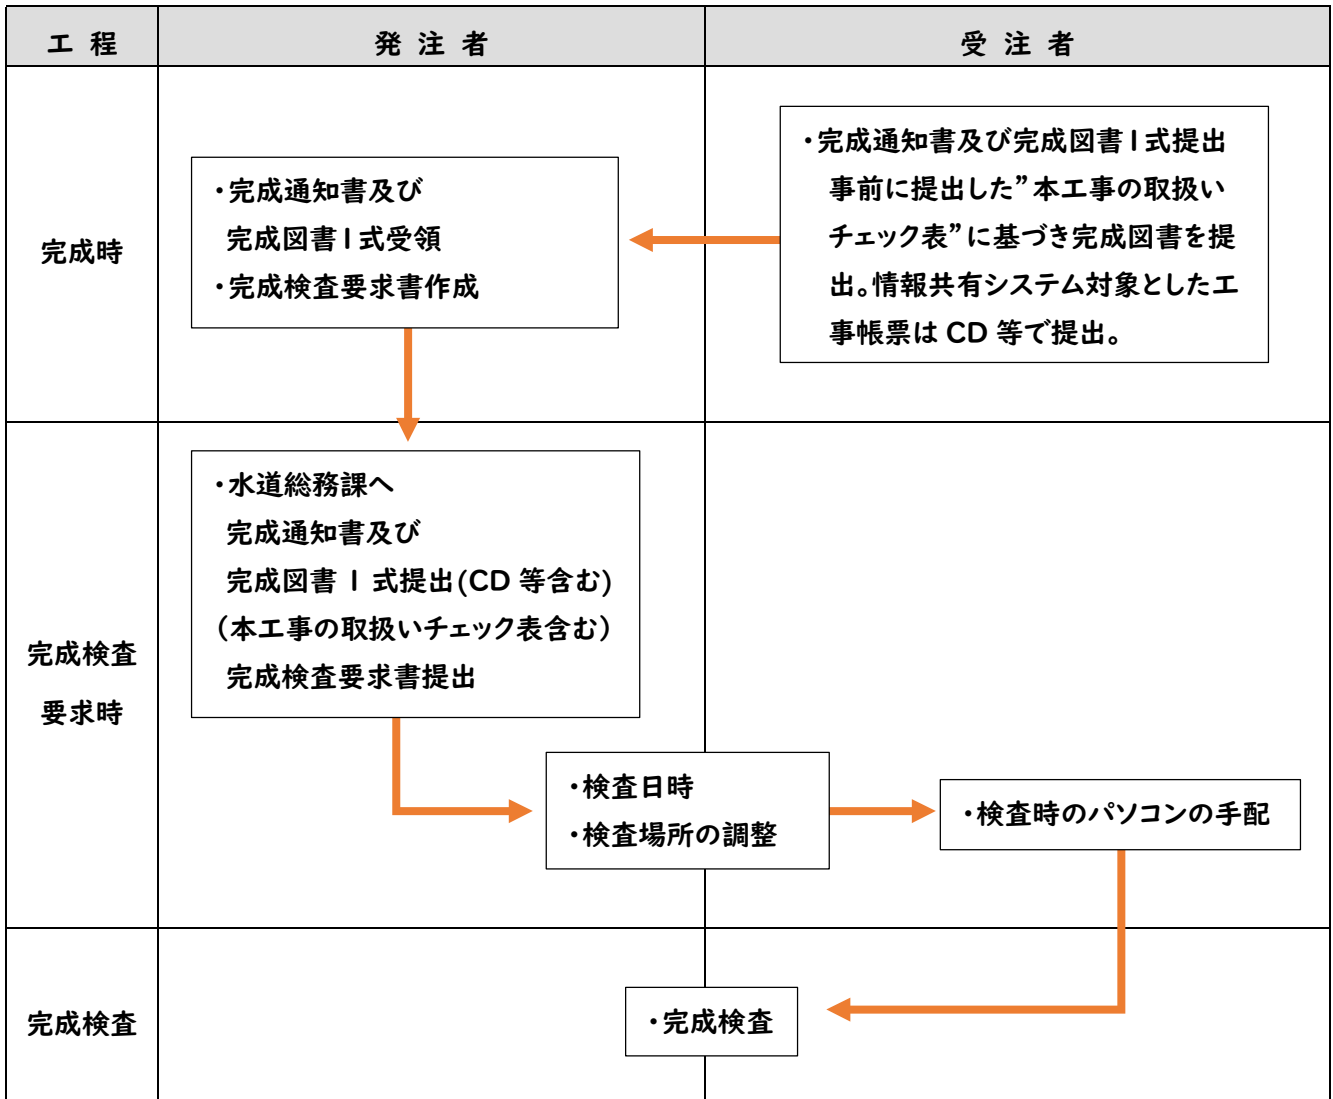 工 程
発 注 者
受 注 者
完成時
・完成通知書及び
完成図書1式受領
・完成検査要求書作成
・完成通知書及び完成図書1式提出
事前に提出した”本工事の取扱い
チェック表”に基づき完成図書を提
出。情報共有システム対象とした工
事帳票は CD 等で提出。
完成検査
要求時
・水道総務課へ
完成通知書及び
完成図書 1 式提出(CD 等含む)
（本工事の取扱いチェック表含む）
完成検査要求書提出
・検査日時
・検査場所の調整
・検査時のパソコンの手配
完成検査
・完成検査